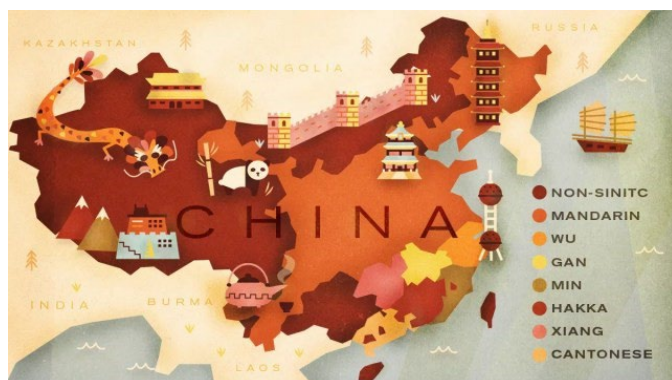 KAZAKHSTAN
MONGOLIA
RUSSIA
CHINA
INDIA
BURMA
LAOS
NON-SINITC
MANDARIN
WU
GAN
MIN
HAKKA
XIANG
CANTONESE